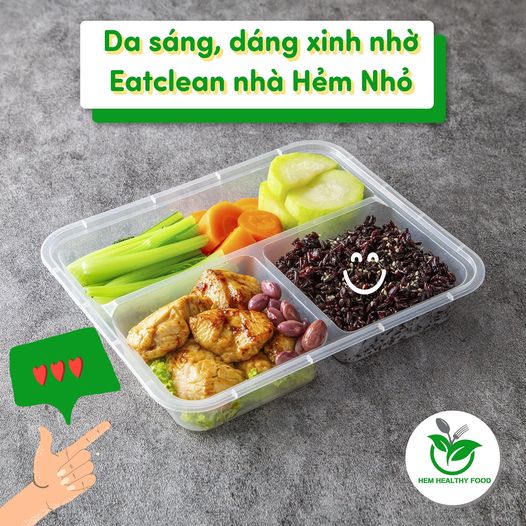 Da sáng, dáng xinh nhờ
Eatclean nhà Hẻm Nhỏ
HEM HEALTHY FOOD